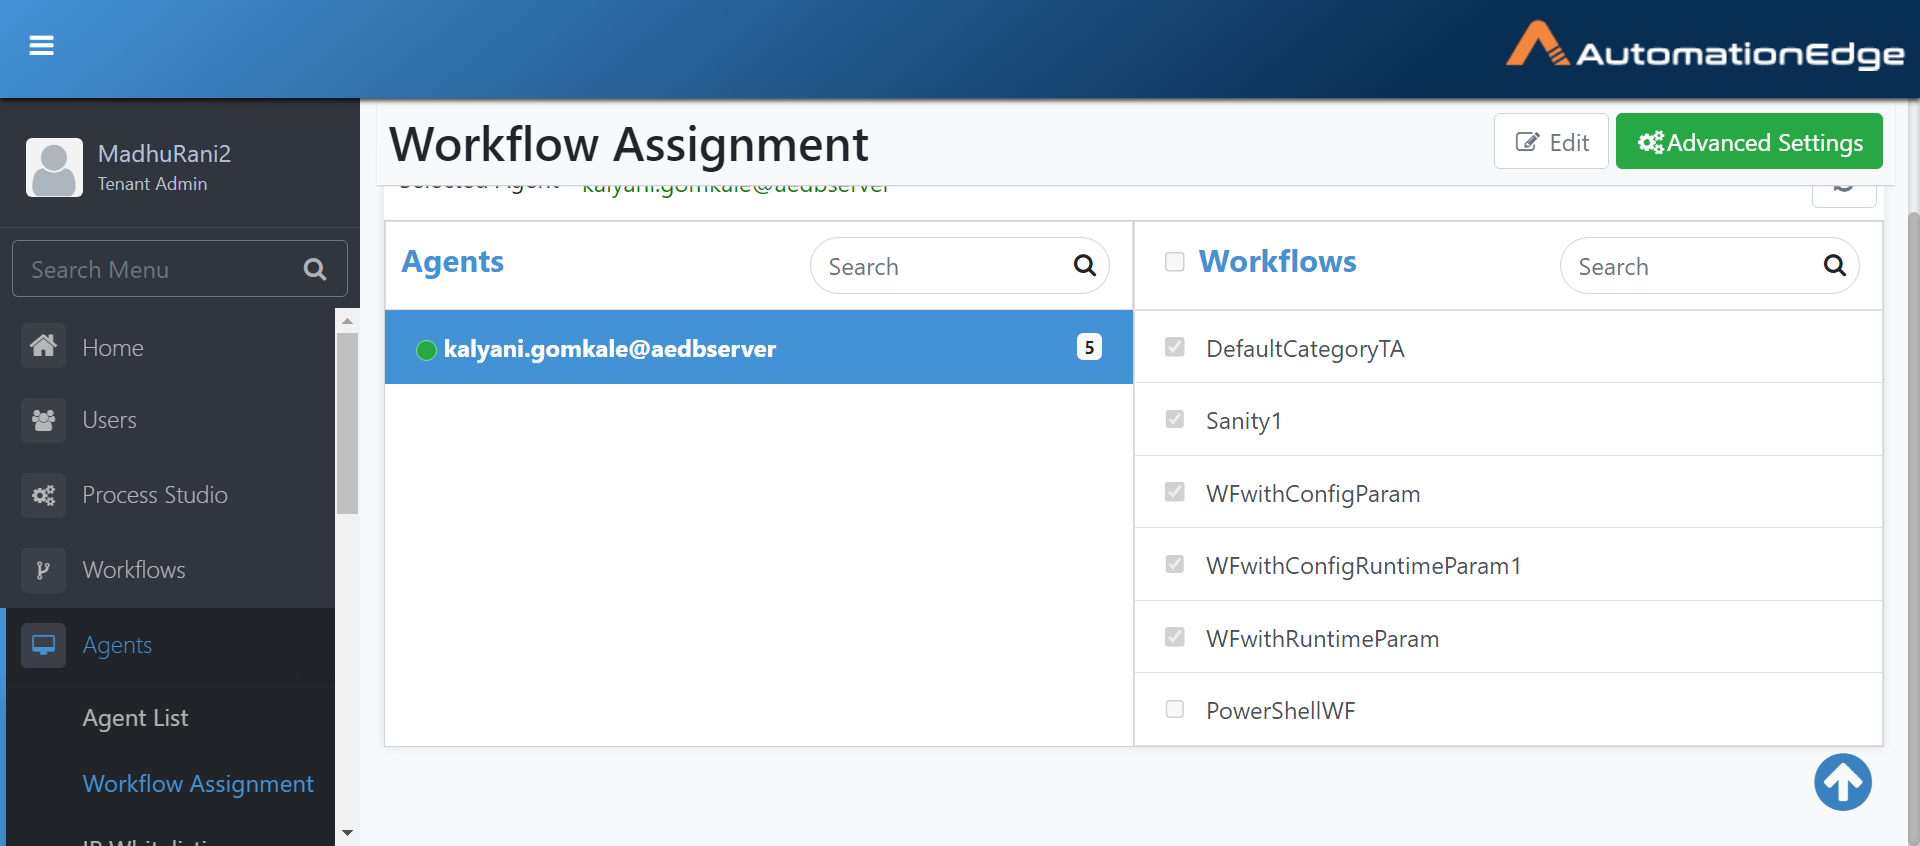 AutomationEdge
MadhuRani2
Tenant Admin
Search Menu
Home
Users
Process Studio
Workflows
Agents
Agent List
Workflow Assignment
Workflow Assignment
Edit
Advanced Settings
Selected Agent kalyani.gomkale@aedbserver
Agents
Search
kalyani.gomkale@aedbserver 5
Workflows
Search
DefaultCategoryTA
Sanity1
WFwithConfigParam
WFwithConfigRuntimeParam1
WFwithRuntimeParam
PowerShellWF